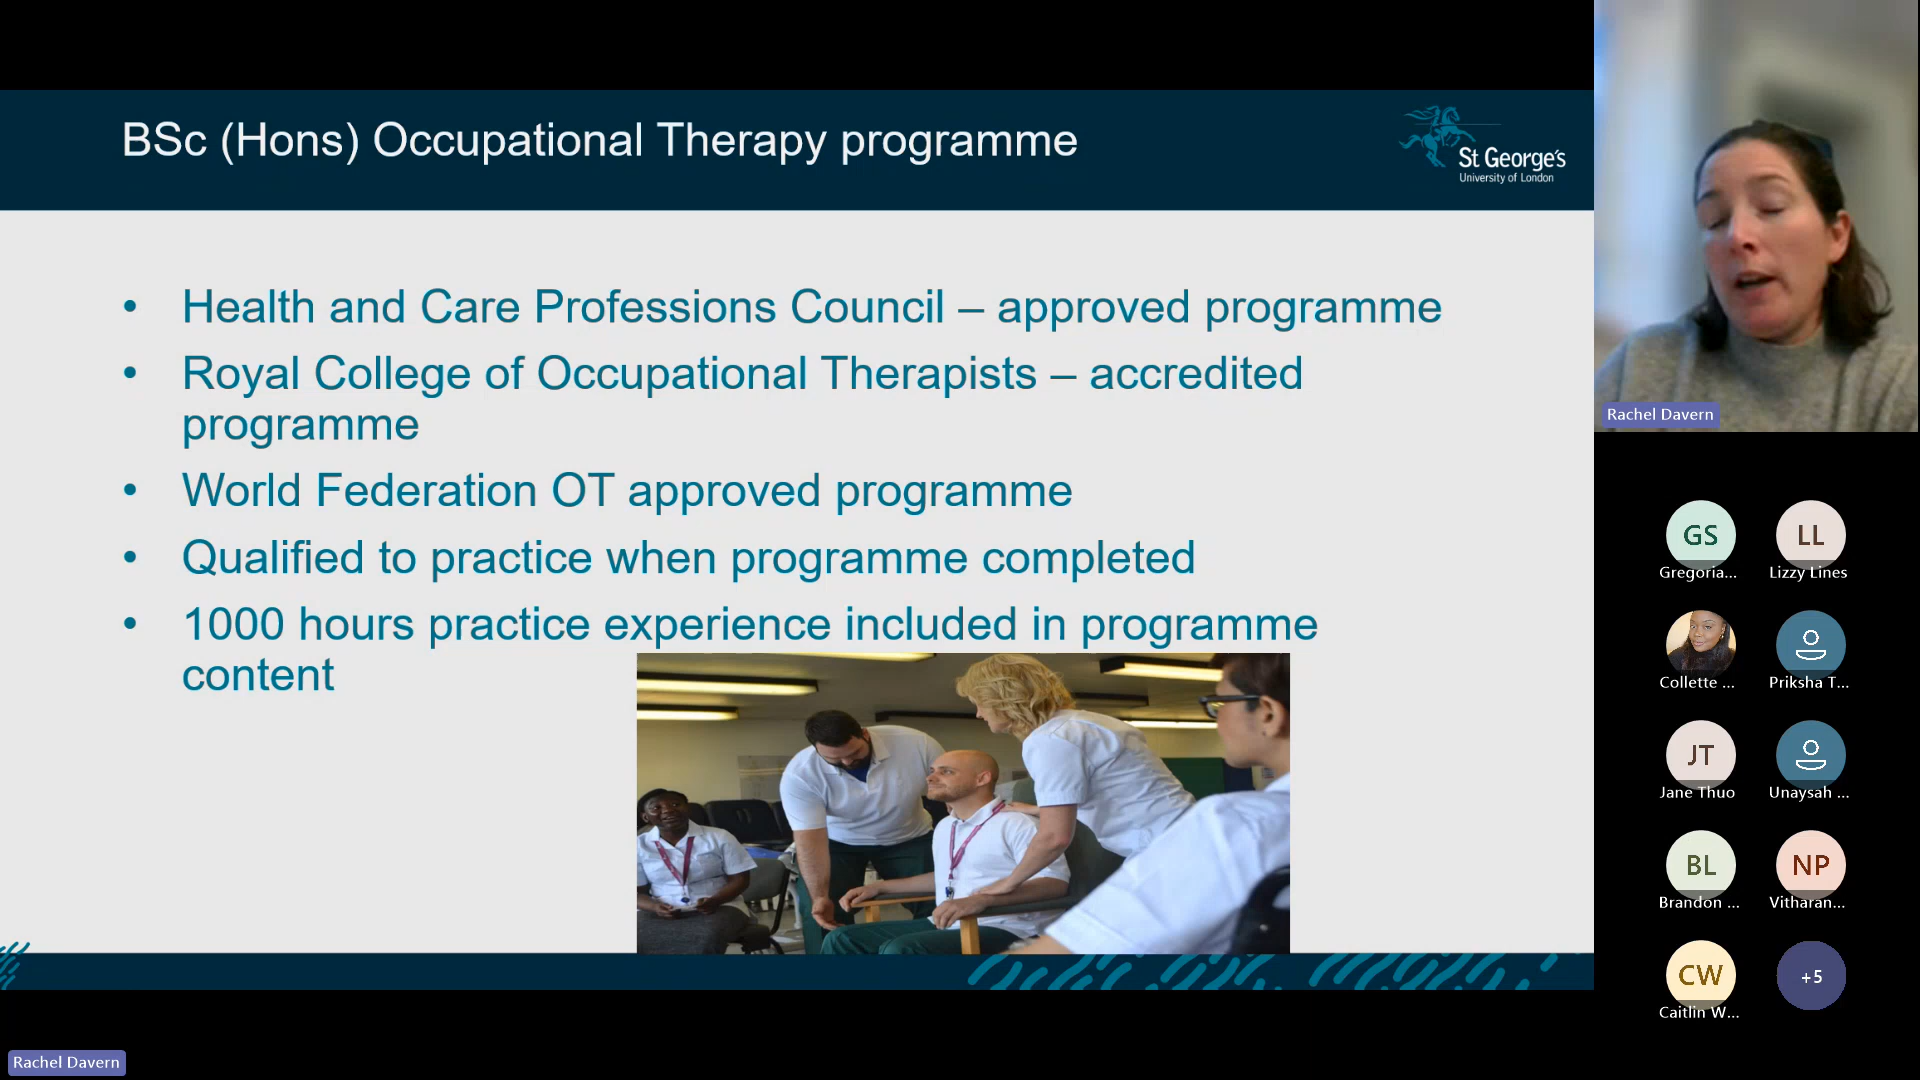 BSc (Hons) Occupational Therapy programme
St George's
University of London
• Health and Care Professions Council – approved programme
• Royal College of Occupational Therapists – accredited
programme
• World Federation OT approved programme
• Qualified to practice when programme completed
• 1000 hours practice experience included in programme
content
Rachel Davern
GS
Gregoria...
LL
Lizzy Lines
Collette ...
Priksha T...
JT
Jane Thuo
Unaysah ...
BL
Brandon ...
NP
Vitharan...
CW
Caitlin W...
+5
Rachel Davern